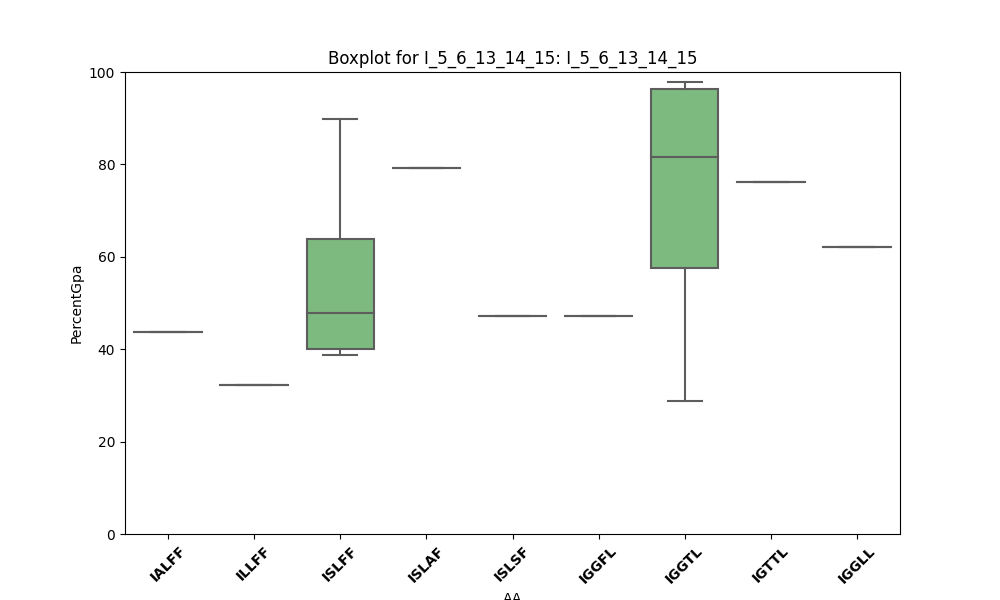 Boxplot for I_5_6_13_14_15: I_5_6_13_14_15
100
80
60
40
20
0
PercentGpa
IALFF
ILLFF
ISLFF
ISLAF
ISLSF
IGGFL
IGGTL
IGTTL
IGGLL
AA